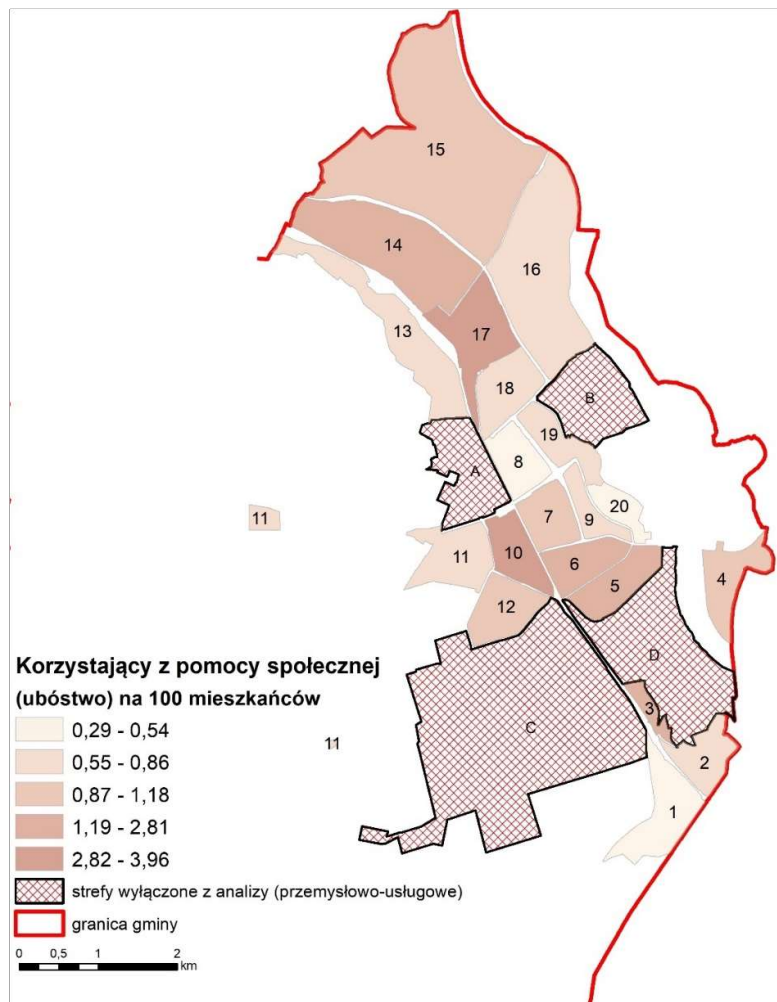 15
14
16
13
17
18
B
19
8
A
20
11
7
9
10
6
11
5
4
12
D
3
C
2
11
1
Korzystający z pomocy społecznej
(ubóstwo) na 100 mieszkańców
0,29 - 0,54
0,55 - 0,86
0,87 - 1,18
1,19 - 2,81
2,82 - 3,96
strefy wyłączone z analizy (przemysłowo-usługowe)
granica gminy
0 0,5 1 2
km